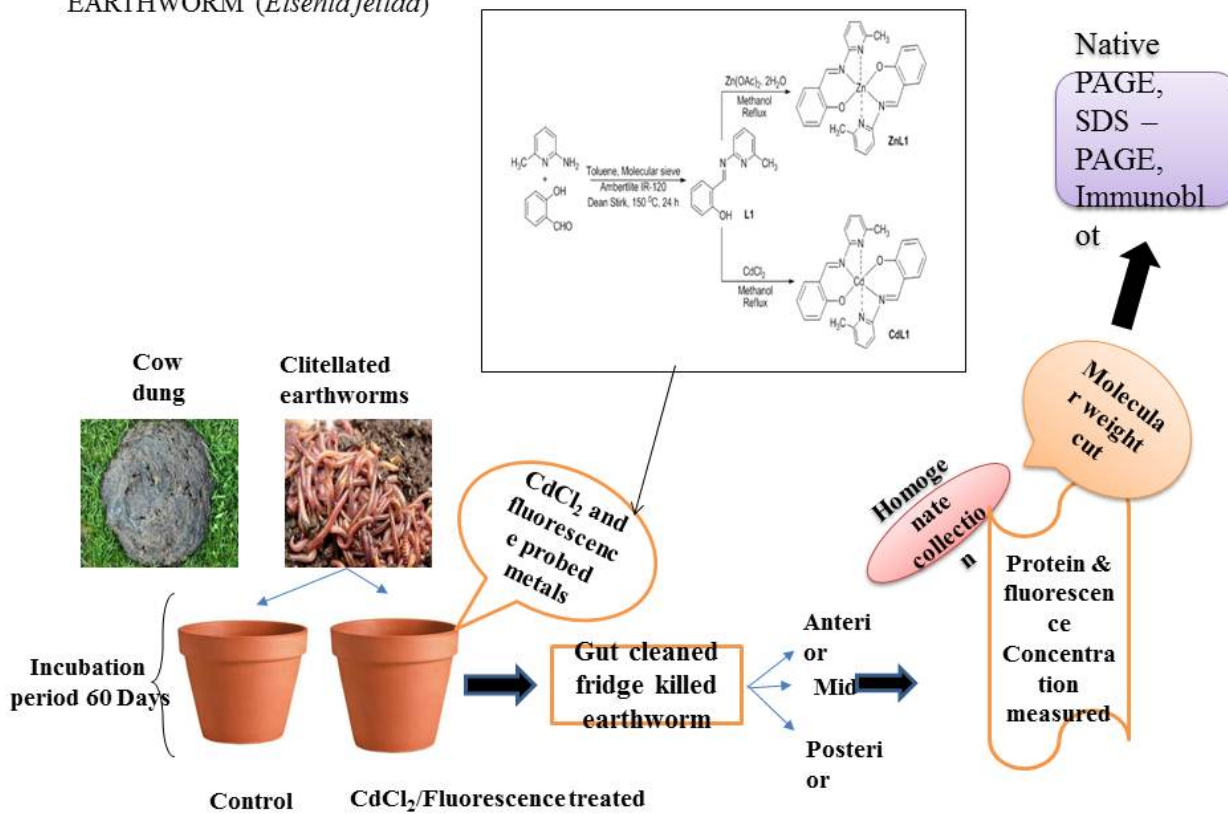 EARTHWORM (Eisenia fetida)
Native
PAGE,
SDS –
PAGE,
Immunobl
ot
Zn(OAc)₂. 2H₂O
Methanol
Reflux
CH₃
N
O
Zn
O
N
N
H₃C
N
ZnL1
H₃C
N
NH₂
+
OH
CHO
Toluene, Molecular sieve
Ambertlite IR-120
Dean Stirk, 150 ⁰C, 24 h
N
N
CH₃
OH
L1
CdCl₂
Methanol
Reflux
CH₃
N
O
Cd
O
N
N
H₃C
N
CdL1
Cow
dung
Clitellated
earthworms
CdCl₂ and
fluorescenc
e probed
metals
Molecula
r weight
cut
Homoge
nate
collectio
n
Incubation
period 60 Days
Gut cleaned
fridge killed
earthworm
Anteri
or
Mid
Posteri
or
Protein &
fluorescen
ce
Concentra
tion
measured
Control
CdCl₂/Fluorescence treated